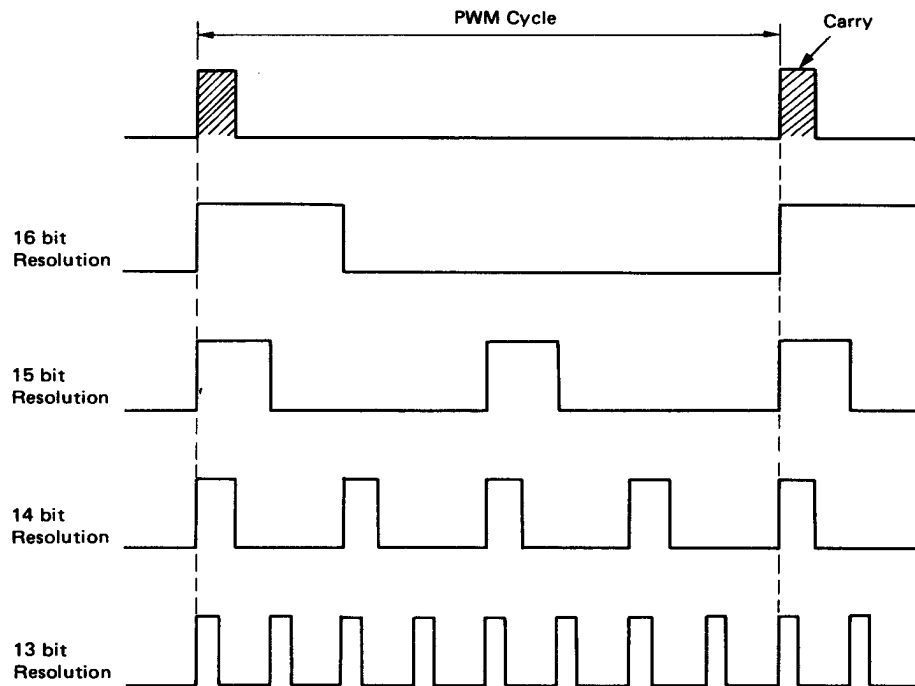 PWM Cycle
Carry
16 bit
Resolution
15 bit
Resolution
14 bit
Resolution
13 bit
Resolution